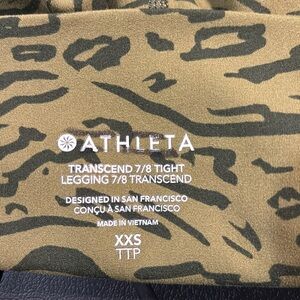 ATHLETA
TRANSCEND 7/8 TIGHT
LEGGING 7/8 TRANSCEND
DESIGNED IN SAN FRANCISCO
CONÇU À SAN FRANCISCO
MADE IN VIETNAM
XXS
TTP